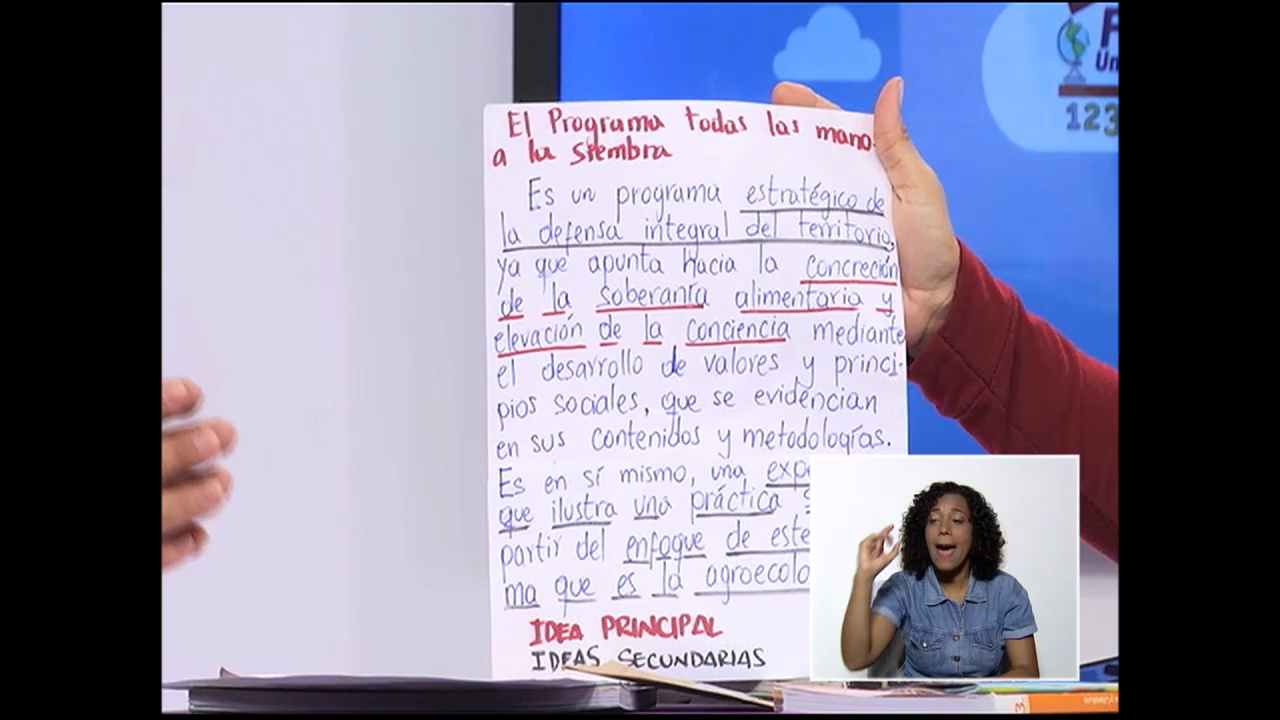 El Programa todas las mano
a la siembra
Es un programa estratégico de
la defensa integral del territorio,
ya que apunta hacia la concreción
de la soberanía alimentaria y
elevación de la conciencia mediante
el desarrollo de valores y princi-
pios sociales, que se evidencian
en sus contenidos y metodologías.
Es en sí mismo, una exp
que ilustra una práctica
partir del enfoque de este
ma que es la agroecolo
IDEA PRINCIPAL
IDEAS SECUNDARIAS
123